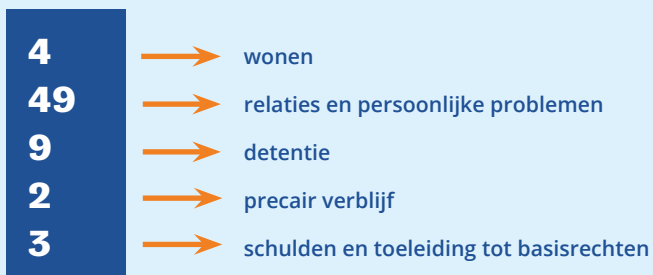 4 wonen
49 relaties en persoonlijke problemen
9 detentie
2 precair verblijf
3 schulden en toeleiding tot basisrechten